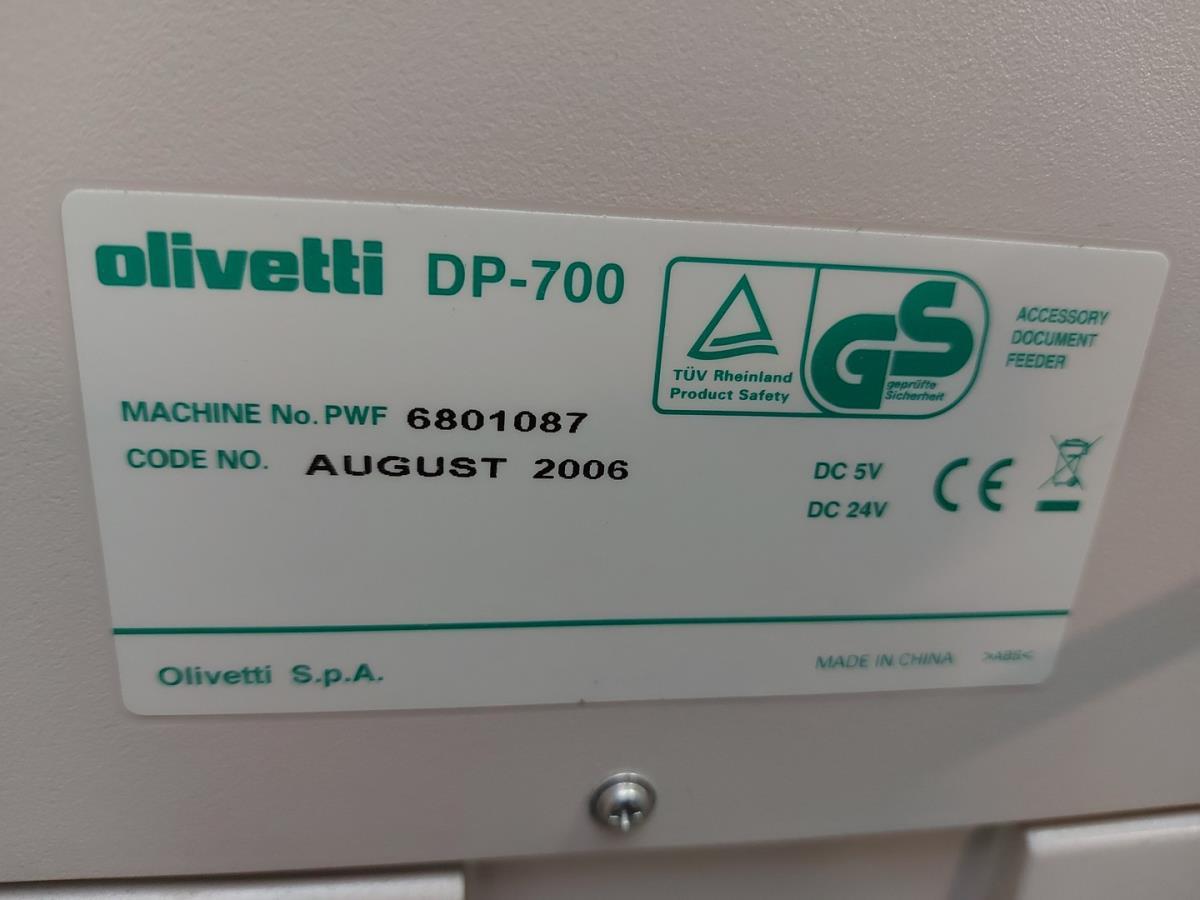 olivetti DP-700
TÜV Rheinland
Product Safety
GS
geprüfte
Sicherheit
ACCESSORY
DOCUMENT
FEEDER
MACHINE No. PWF 6801087
CODE NO. AUGUST 2006
DC 5V
DC 24V
CE
Olivetti S.p.A.
MADE IN CHINA >ABS<